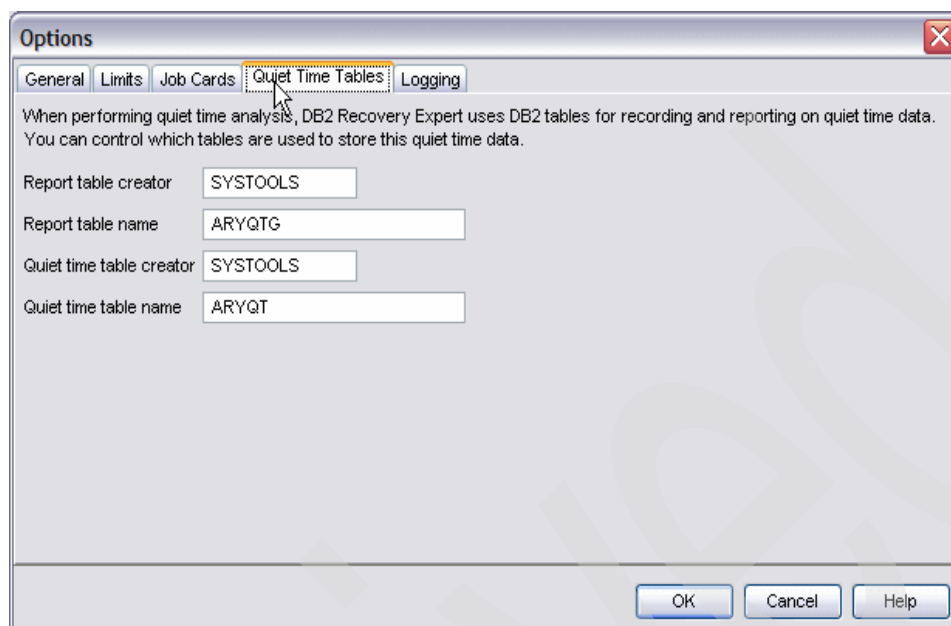 Options
General Limits Job Cards Quiet Time Tables Logging
When performing quiet time analysis, DB2 Recovery Expert uses DB2 tables for recording and reporting on quiet time data.
You can control which tables are used to store this quiet time data.
Report table creator SYSTOOLS
Report table name ARYQTG
Quiet time table creator SYSTOOLS
Quiet time table name ARYQT
OK Cancel Help